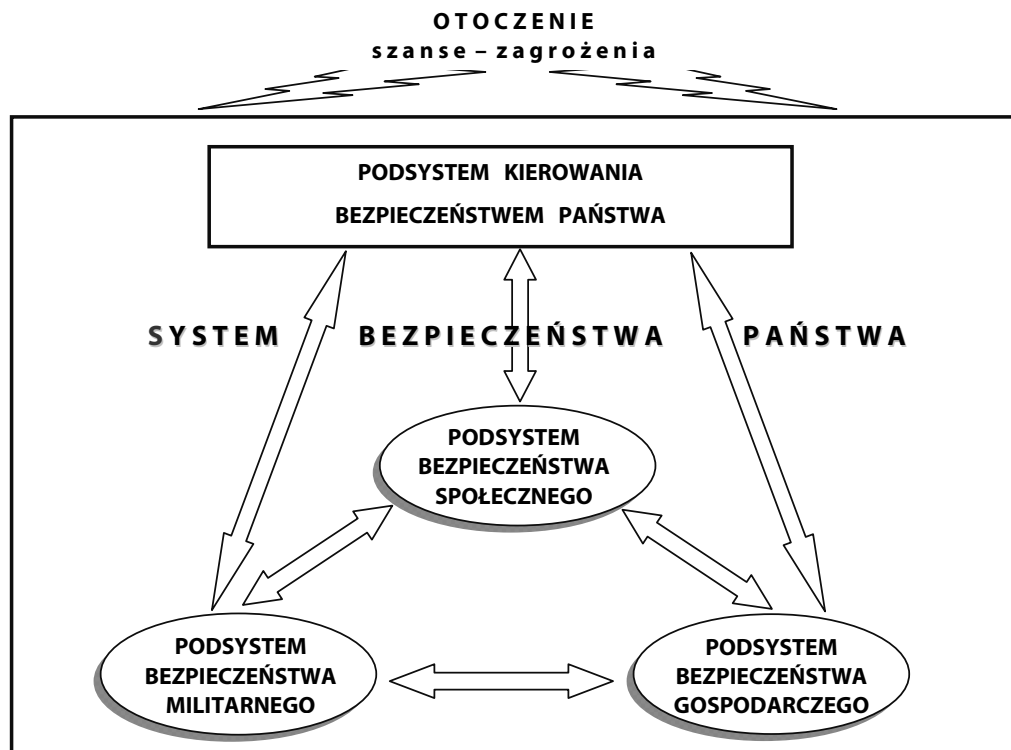 OTOCZENIE
szanse – zagrożenia
PODSYSTEM KIEROWANIA
BEZPIECZEŃSTWEM PAŃSTWA
SYSTEM BEZPIECZEŃSTWA PAŃSTWA
PODSYSTEM
BEZPIECZEŃSTWA
SPOŁECZNEGO
PODSYSTEM
BEZPIECZEŃSTWA
MILITARNEGO
PODSYSTEM
BEZPIECZEŃSTWA
GOSPODARCZEGO